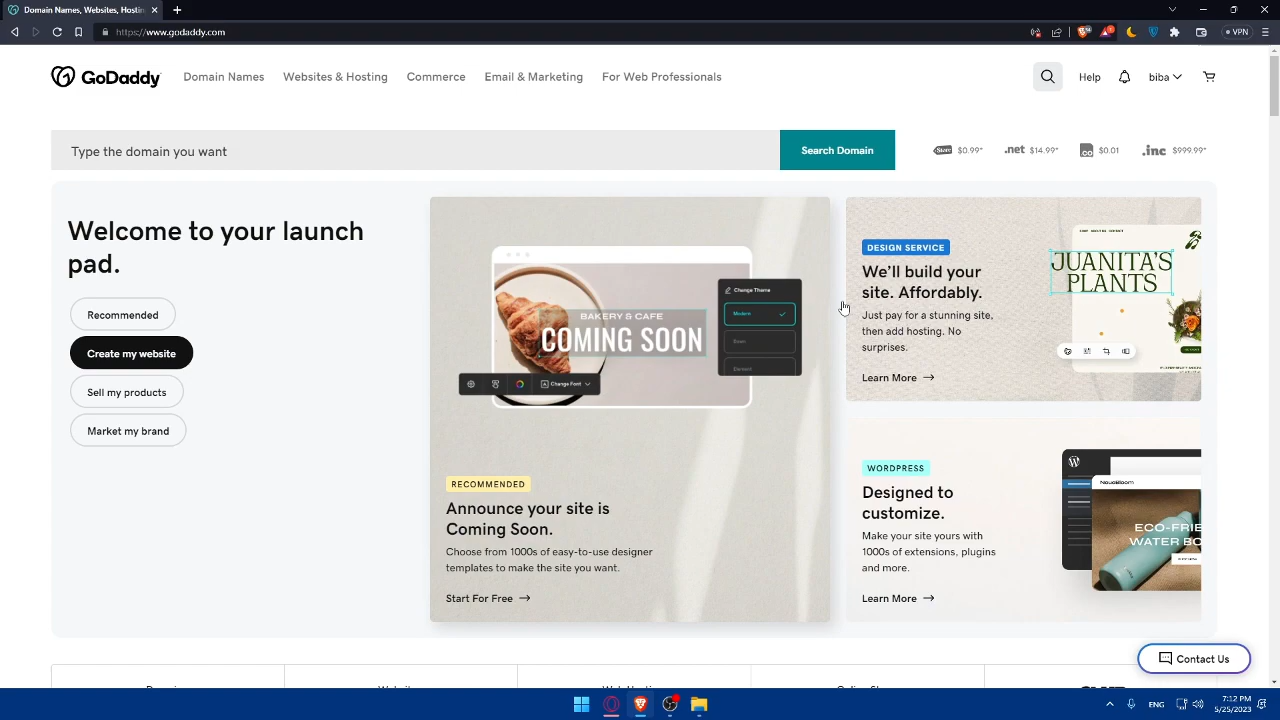 Domain Names, Websites, Hostin
https://www.godaddy.com
VPN
GoDaddy
Domain Names
Websites & Hosting
Commerce
Email & Marketing
For Web Professionals
Help
biba
Type the domain you want
Search Domain
.store $0.99*
.net $14.99*
.co $0.01
.inc $999.99*
Welcome to your launch
pad.
Recommended
Create my website
Sell my products
Market my brand
BAKERY & CAFE
COMING SOON
Change Theme
Modern
Change Font
RECOMMENDED
Announce your site is
Coming Soon.
Choose from 1000s of easy-to-use designer
templates to make the site you want.
Start For Free
DESIGN SERVICE
We'll build your
site. Affordably.
Just pay for a stunning site,
then add hosting. No
surprises.
Learn More
JUANITA'S
PLANTS
WORDPRESS
Designed to
customize.
Make your site yours with
1000s of extensions, plugins
and more.
Learn More
ECO-FRIE
WATER BO
Contact Us
ENG
7:12 PM
5/25/2023